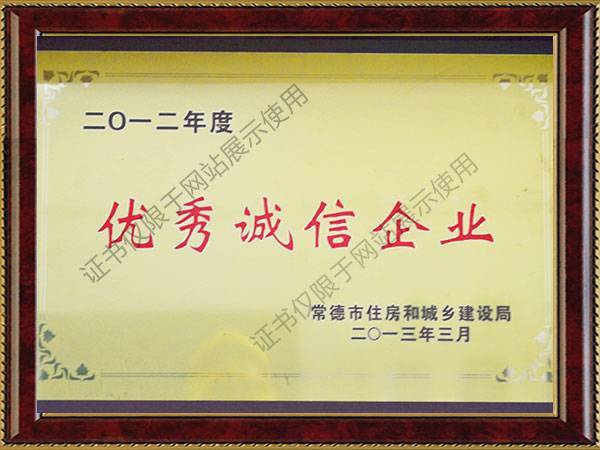 二〇一二年度
优秀诚信企业
常德市住房和城乡建设局
二〇一三年三月
证书仅限于网站展示使用
证书仅限于网站展示使用